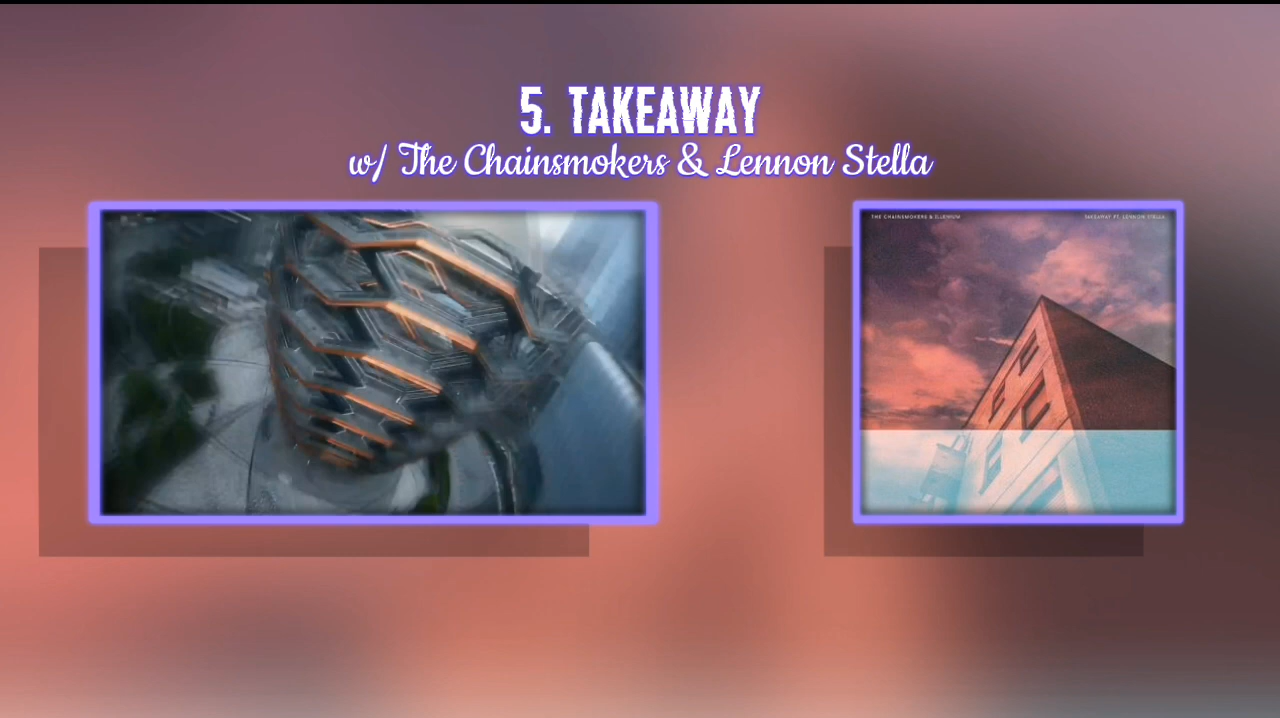 5. TAKEAWAY
w/ The Chainsmokers & Lennon Stella
THE CHAINSMOKERS & ILLENIUM
TAKEAWAY FT. LENNON STELLA